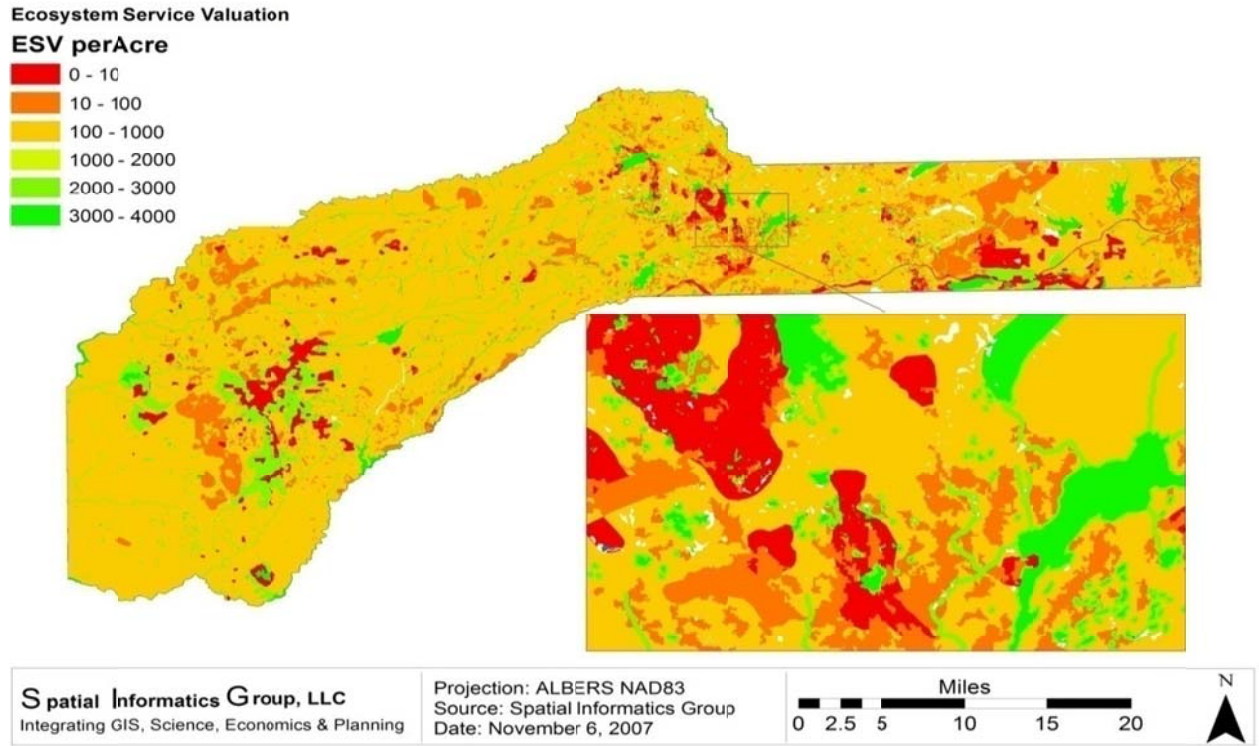 Ecosystem Service Valuation
ESV perAcre
0 - 10
10 - 100
100 - 1000
1000 - 2000
2000 - 3000
3000 - 4000
Spatial Informatics Group, LLC
Integrating GIS, Science, Economics & Planning
Projection: ALBERS NAD83
Source: Spatial Informatics Group
Date: November 6, 2007
Miles
0 2.5 5 10 15 20
N